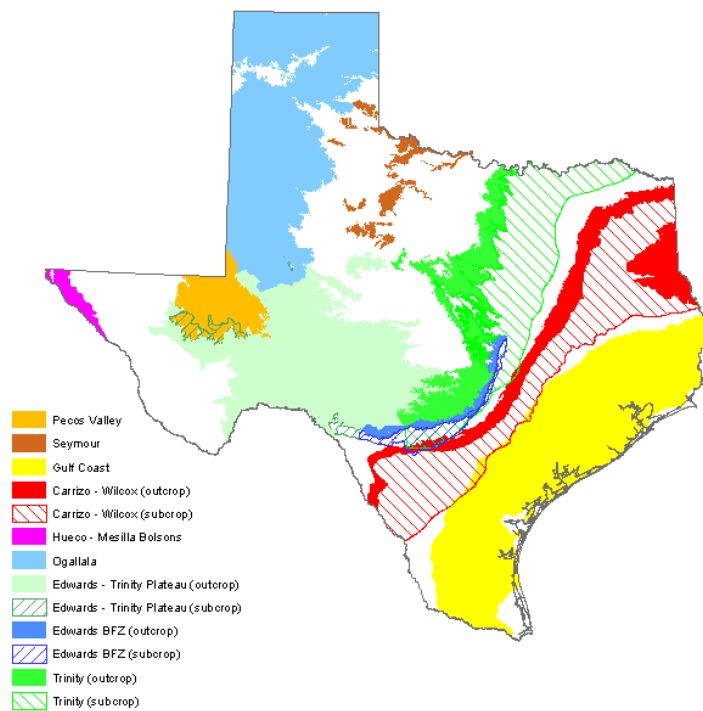 Pecos Valley
Seymour
Gulf Coast
Carrizo - Wilcox (outcrop)
Carrizo - Wilcox (subcrop)
Hueco - Mesilla Bolsons
Ogallala
Edwards - Trinity Plateau (outcrop)
Edwards - Trinity Plateau (subcrop)
Edwards BFZ (outcrop)
Edwards BFZ (subcrop)
Trinity (outcrop)
Trinity (subcrop)